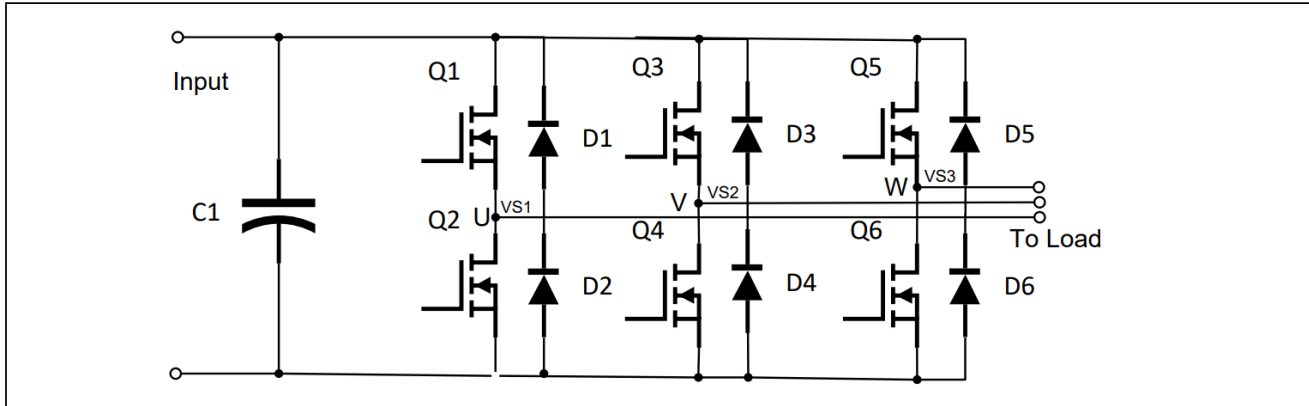 Input
C1
Q1
D1
Q3
D3
Q5
D5
Q2
U
VS1
D2
V
VS2
Q4
D4
W
VS3
Q6
D6
To Load